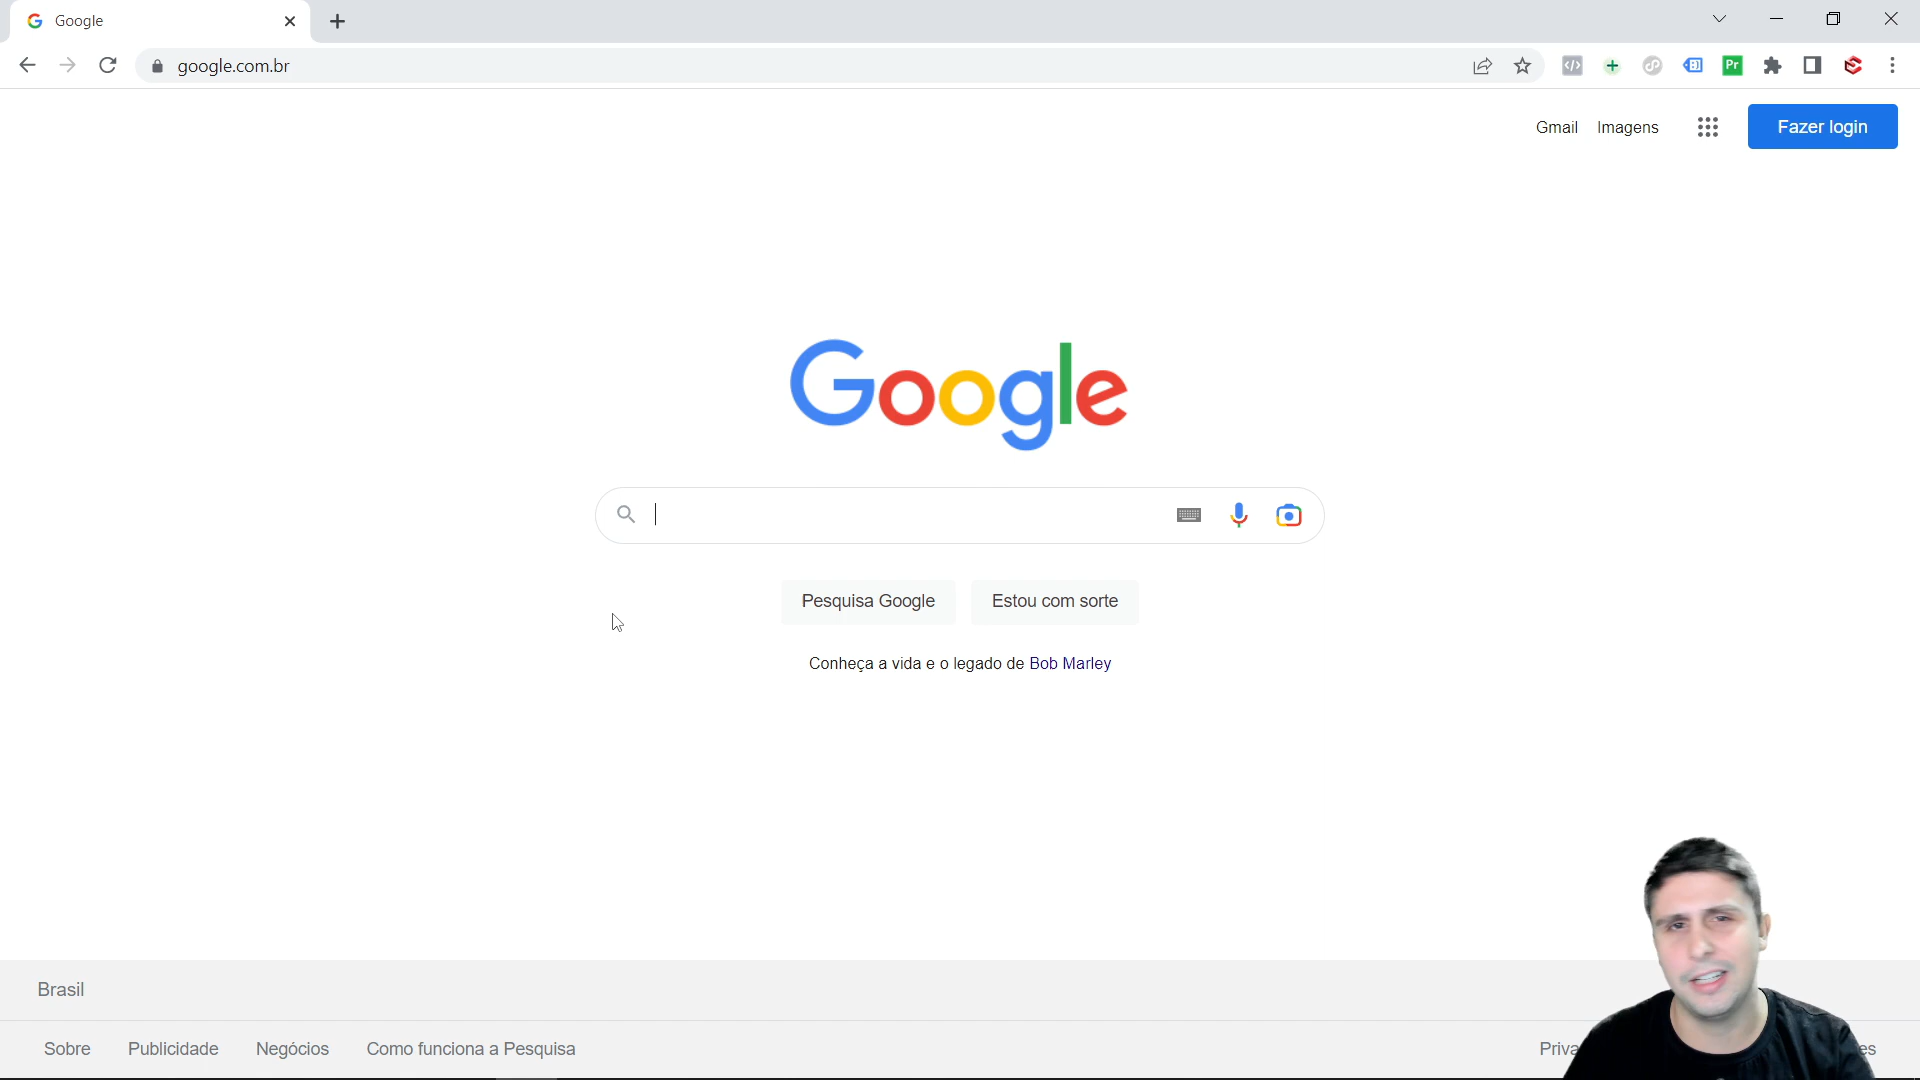 Google
google.com.br
Pr
Gmail Imagens Fazer login
Google
Pesquisa Google Estou com sorte
Conheça a vida e o legado de Bob Marley
Brasil
Sobre Publicidade Negócios Como funciona a Pesquisa